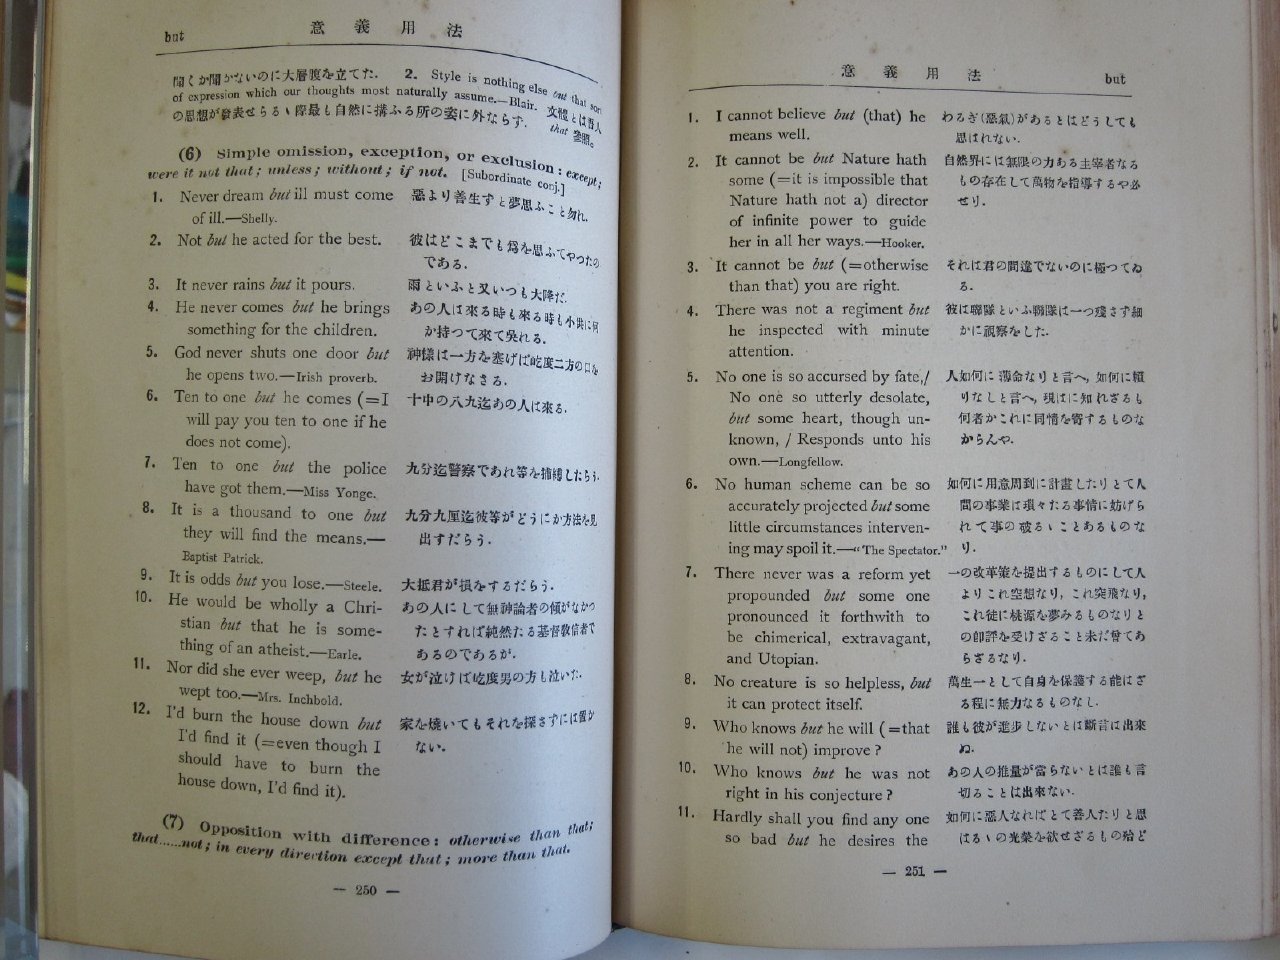 but 意義用法
聞くか聞かないのに大層腹を立てた. 2. Style is nothing else but that sort
of expression which our thoughts most naturally assume.—Blair. 文體とは吾人
の思想が發表せらるゝ際最も自然に構ふる所の姿に外ならず. that 參照。
(6) Simple omission, exception, or exclusion : except;
were it not that; unless; without; if not. [Subordinate conj.]
1. Never dream but ill must come 惡より善生ずと夢思ふこと勿れ.
of ill.—Shelly.
2. Not but he acted for the best. 彼はどこまでも爲を思ふてやつたの
である.
3. It never rains but it pours. 雨といふと又いつも大降だ.
4. He never comes but he brings あの人は來る時も來る時も小供に何
something for the children. か持つて來て吳れる.
5. God never shuts one door but 神樣は一方を塞げば屹度二方の口を
he opens two.—Irish proverb. お開けなさる.
6. Ten to one but he comes (=I 十中の八九迄あの人は來る.
will pay you ten to one if he
does not come).
7. Ten to one but the police 九分迄警察であれ等を捕縛したらう.
have got them.—Miss Yonge.
8. It is a thousand to one but 九分九厘迄彼等がどうにか方法を見
they will find the means.— 出すだらう.
Baptist Patrick.
9. It is odds but you lose.—Steele. 大抵君が損をするだらう.
10. He would be wholly a Chri- あの人にして無神論者の傾がなかつ
stian but that he is some- たとすれば純然たる基督敎信者で
thing of an atheist.—Earle. あるのであるが.
11. Nor did she ever weep, but he 女が泣けば屹度男の方も泣いた.
wept too.—Mrs. Inchbold.
12. I'd burn the house down but 家を燒いてもそれを探さずには置か
I'd find it (=even though I ない.
should have to burn the
house down, I'd find it).
(7) Opposition with difference : otherwise than that;
that......not; in every direction except that; more than that.
— 250 —
意義用法 but
1. I cannot believe but (that) he わるぎ(惡氣)があるとはどうしても
means well. 思はれない.
2. It cannot be but Nature hath 自然界には無限の力ある主宰者なる
some (=it is impossible that もの存在して萬物を指導するや必
Nature hath not a) director せり.
of infinite power to guide
her in all her ways.—Hooker.
3. It cannot be but (=otherwise それは君の間違でないのに極つてゐ
than that) you are right. る.
4. There was not a regiment but 彼は聯隊といふ聯隊は一つ殘さず細
he inspected with minute かに視察をした.
attention.
5. No one is so accursed by fate,/ 人如何に薄命なりと言へ, 如何に賴
No one so utterly desolate, りなしと言へ, 現はに知れざるも
but some heart, though un- 何者かこれに同情を寄するものな
known, / Responds unto his からんや.
own.—Longfellow.
6. No human scheme can be so 如何に用意周到に計畫したりとて人
accurately projected but some 間の事業は瑣々たる事情に妨げら
little circumstances interven- れて事の破るゝことあるものな
ing may spoil it.—"The Spectator." り.
7. There never was a reform yet 一の改革策を提出するものにして人
propounded but some one よりこれ空想なり, これ突飛なり,
pronounced it forthwith to これ徒に桃源を夢みるものなりと
be chimerical, extravagant, の卽評を受けざること未だ曾てあ
and Utopian. らざるなり.
8. No creature is so helpless, but 萬生一として自身を保護する能はざ
it can protect itself. る程に無力なるものなし.
9. Who knows but he will (=that 誰も彼が進步しないとは斷言は出來
he will not) improve ? ぬ.
10. Who knows but he was not あの人の推量が當らないとは誰も言
right in his conjecture ? 切ることは出來ない.
11. Hardly shall you find any one 如何に惡人なればとて善人たりと思
so bad but he desires the はるゝの光榮を欲せざるもの殆ど
— 251 —